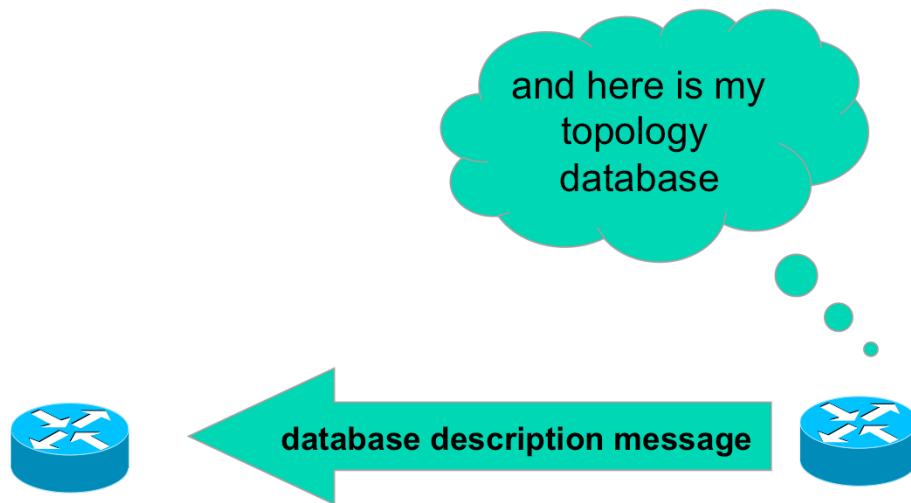 and here is my
topology
database
database description message